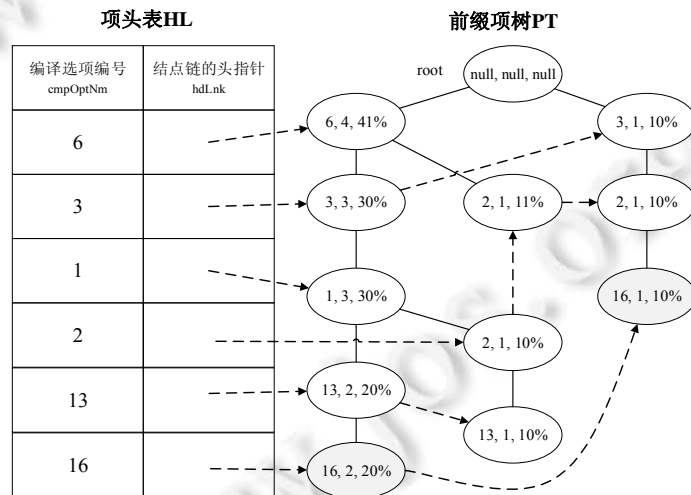 项头表HL
前缀项树PT
编译选项编号
cmpOptNm
结点链的头指针
hdLnk
6
3
1
2
13
16
root
null, null, null
6, 4, 41%
3, 1, 10%
3, 3, 30%
2, 1, 11%
2, 1, 10%
1, 3, 30%
16, 1, 10%
2, 1, 10%
13, 2, 20%
13, 1, 10%
16, 2, 20%